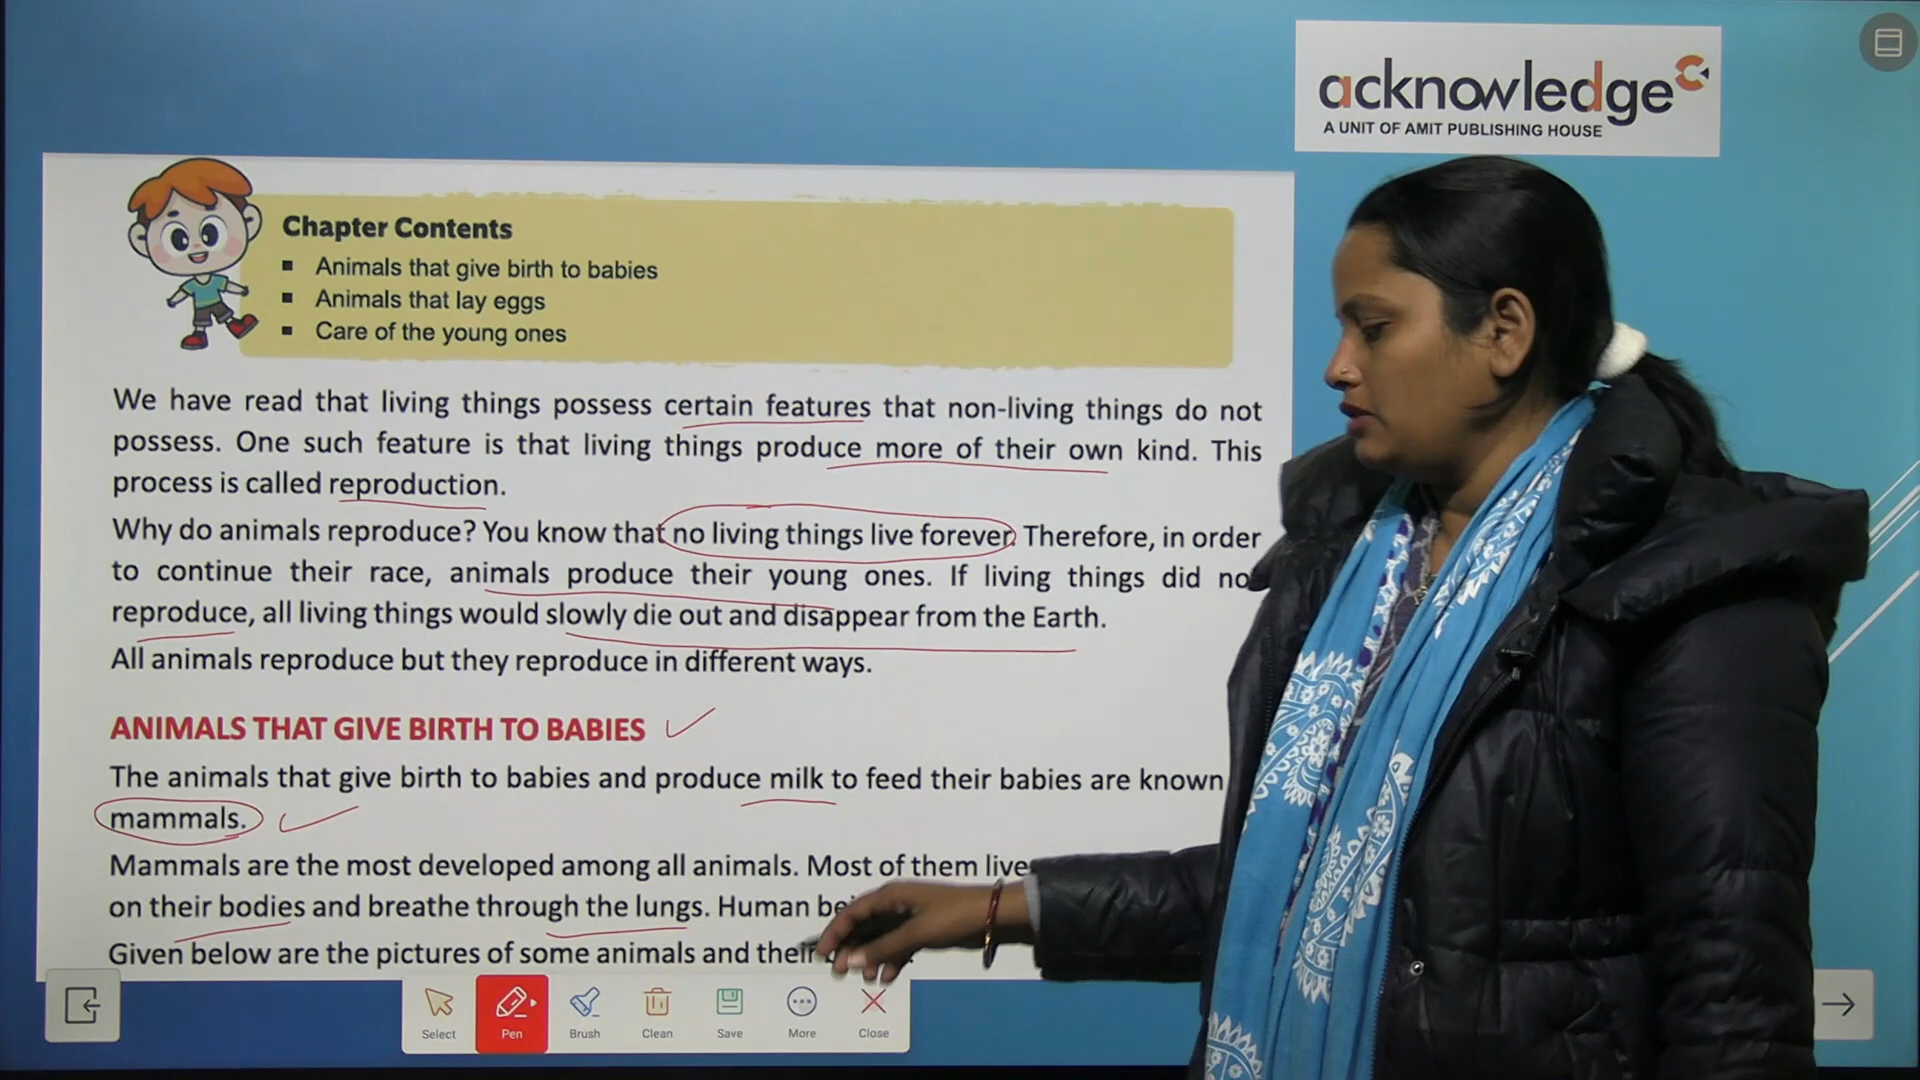 acknowledge
A UNIT OF AMIT PUBLISHING HOUSE
Chapter Contents
▪ Animals that give birth to babies
▪ Animals that lay eggs
▪ Care of the young ones
We have read that living things possess certain features that non-living things do not
possess. One such feature is that living things produce more of their own kind. This
process is called reproduction.
Why do animals reproduce? You know that no living things live forever. Therefore, in order
to continue their race, animals produce their young ones. If living things did no
reproduce, all living things would slowly die out and disappear from the Earth.
All animals reproduce but they reproduce in different ways.
ANIMALS THAT GIVE BIRTH TO BABIES
The animals that give birth to babies and produce milk to feed their babies are known
mammals.
Mammals are the most developed among all animals. Most of them live
on their bodies and breathe through the lungs. Human
Given below are the pictures of some animals and their
Select Pen Brush Clean Save More Close